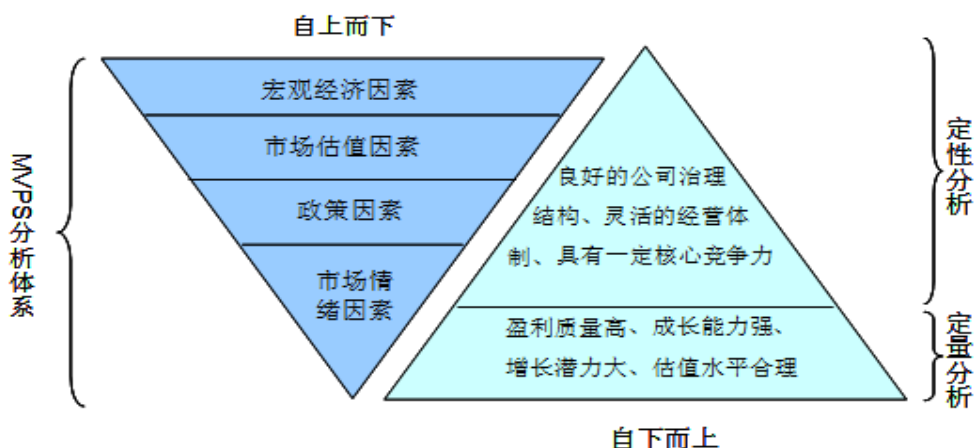 自上而下
MVPS分析体系
宏观经济因素
市场估值因素
政策因素
市场情
绪因素
良好的公司治理
结构、灵活的经营体
制、具有一定核心竞争力
盈利质量高、成长能力强、
增长潜力大、估值水平合理
定性分析
定量分析
自下而上